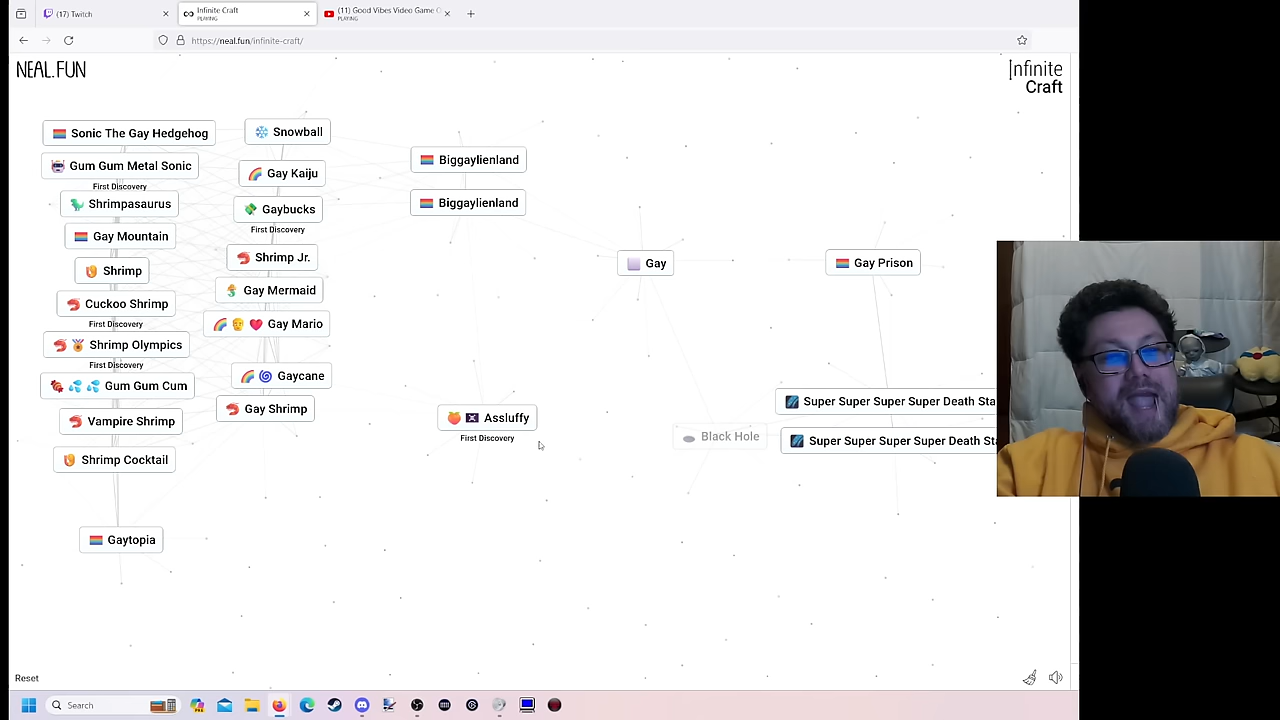 (17) Twitch
Infinite Craft
PLAYING
(11) Good Vibes Video Game C
PLAYING
https://neal.fun/infinite-craft/
NEAL.FUN
Infinite
Craft
Sonic The Gay Hedgehog
Snowball
Gum Gum Metal Sonic
First Discovery
Gay Kaiju
Biggaylienland
Shrimpasaurus
Gaybucks
First Discovery
Biggaylienland
Gay Mountain
Shrimp Jr.
Gay
Gay Prison
Shrimp
Gay Mermaid
Cuckoo Shrimp
First Discovery
Gay Mario
Shrimp Olympics
First Discovery
Gaycane
Gum Gum Cum
Gay Shrimp
Super Super Super Super Death Sta
Vampire Shrimp
Assluffy
First Discovery
Black Hole
Super Super Super Super Death Sta
Shrimp Cocktail
Gaytopia
Reset
Search